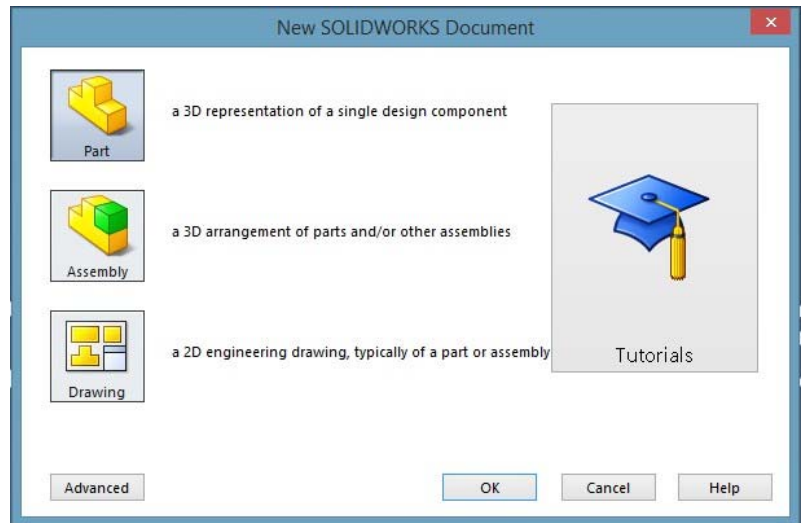 New SOLIDWORKS Document
Part
a 3D representation of a single design component
Assembly
a 3D arrangement of parts and/or other assemblies
Drawing
a 2D engineering drawing, typically of a part or assembly
Tutorials
Advanced
OK
Cancel
Help